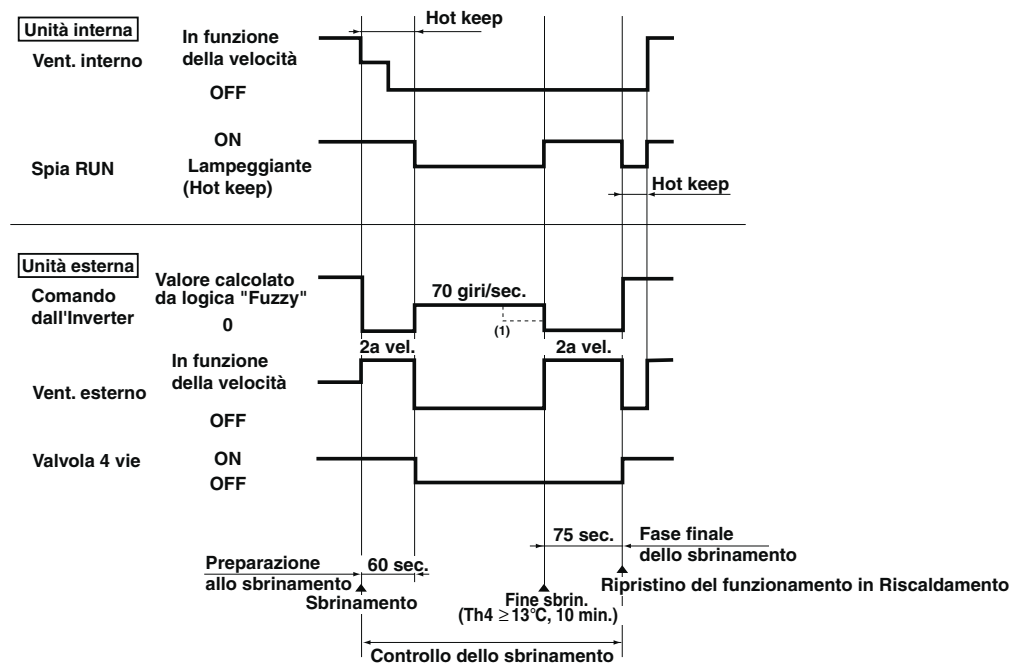 Hot keep
Unità interna
In funzione
della velocità
Vent. interno
OFF
ON
Spia RUN
Lampeggiante
(Hot keep)
Hot keep
Unità esterna
Valore calcolato
da logica "Fuzzy"
Comando
dall'Inverter
70 giri/sec.
0
(1)
2a vel.
2a vel.
In funzione
della velocità
Vent. esterno
OFF
Valvola 4 vie
ON
OFF
75 sec.
Fase finale
dello sbrinamento
Preparazione
allo sbrinamento
60 sec.
Ripristino del funzionamento in Riscaldamento
Sbrinamento
Fine sbrin.
(Th4 ≥13°C, 10 min.)
Controllo dello sbrinamento